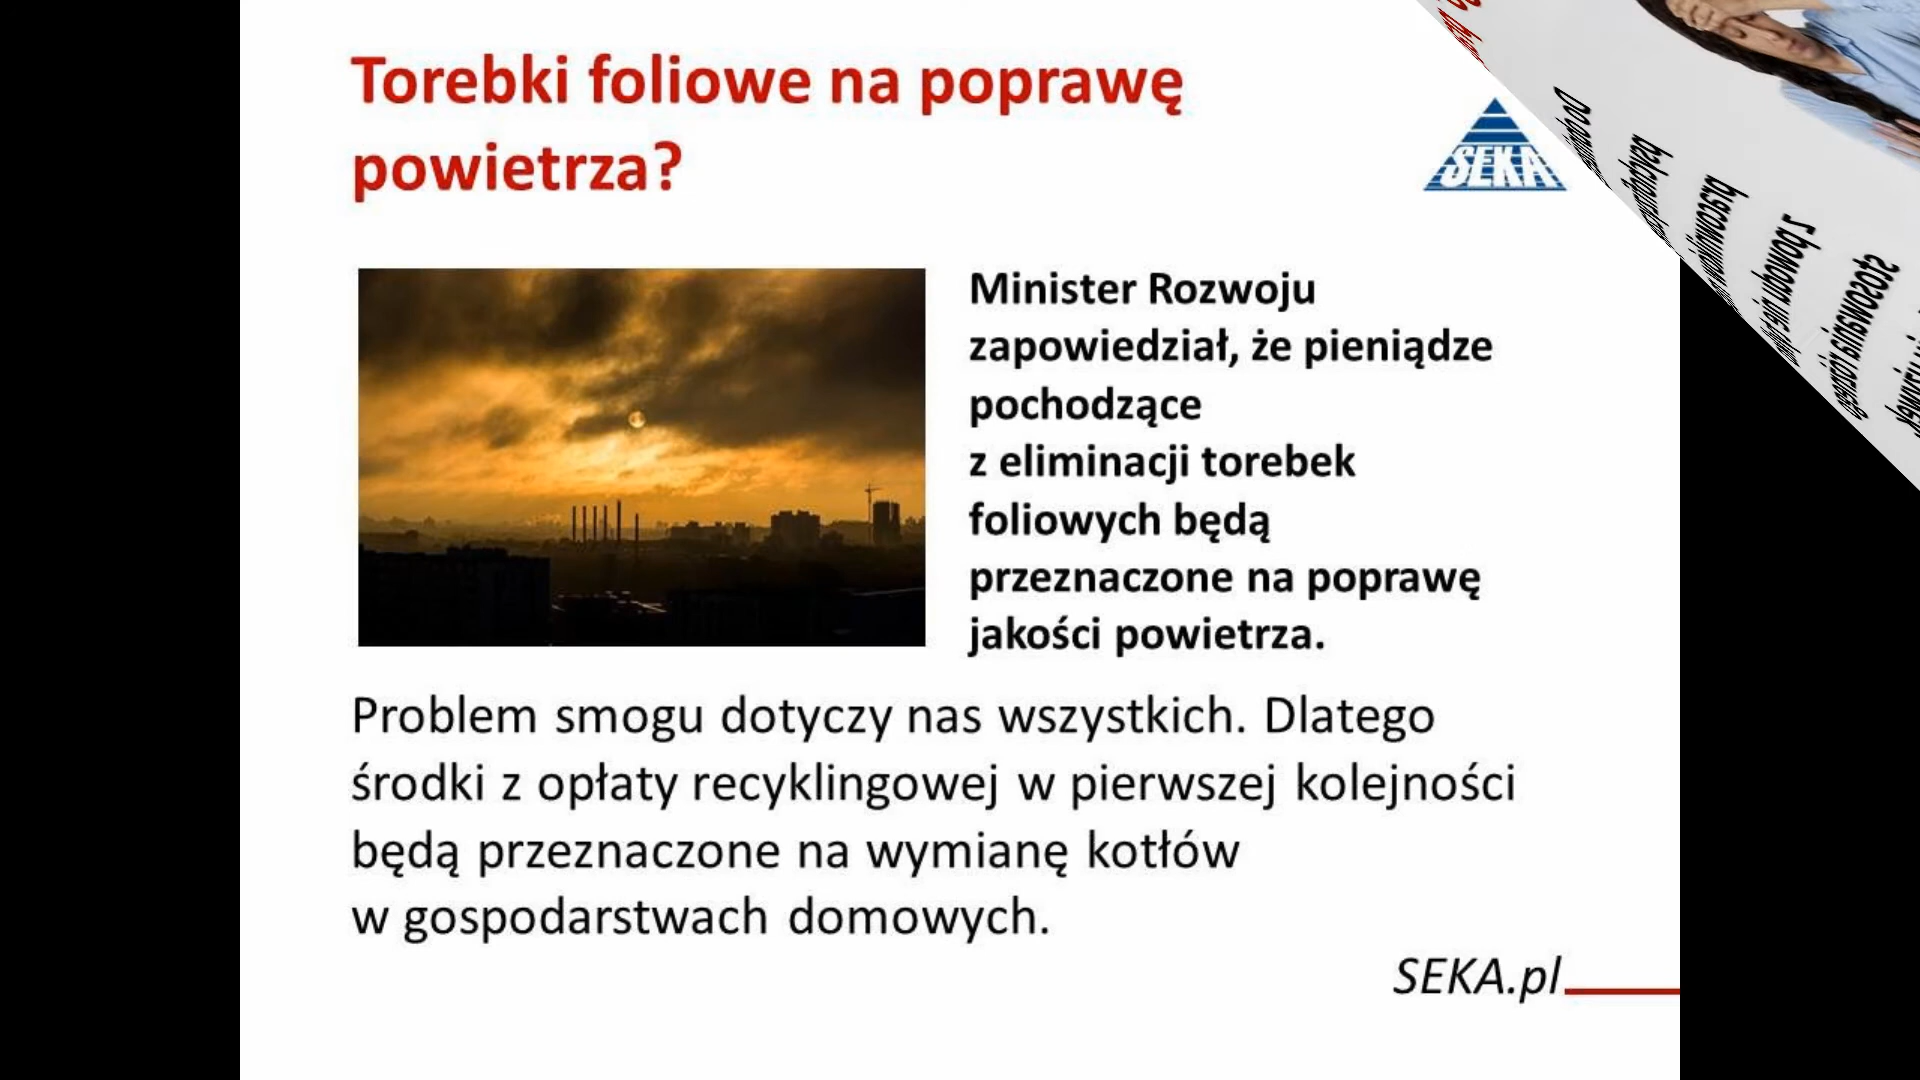 Torebki foliowe na poprawę
powietrza?
SEKA
Minister Rozwoju
zapowiedział, że pieniądze
pochodzące
z eliminacji torebek
foliowych będą
przeznaczone na poprawę
jakości powietrza.
Problem smogu dotyczy nas wszystkich. Dlatego
środki z opłaty recyklingowej w pierwszej kolejności
będą przeznaczone na wymianę kotłów
w gospodarstwach domowych.
SEKA.pl